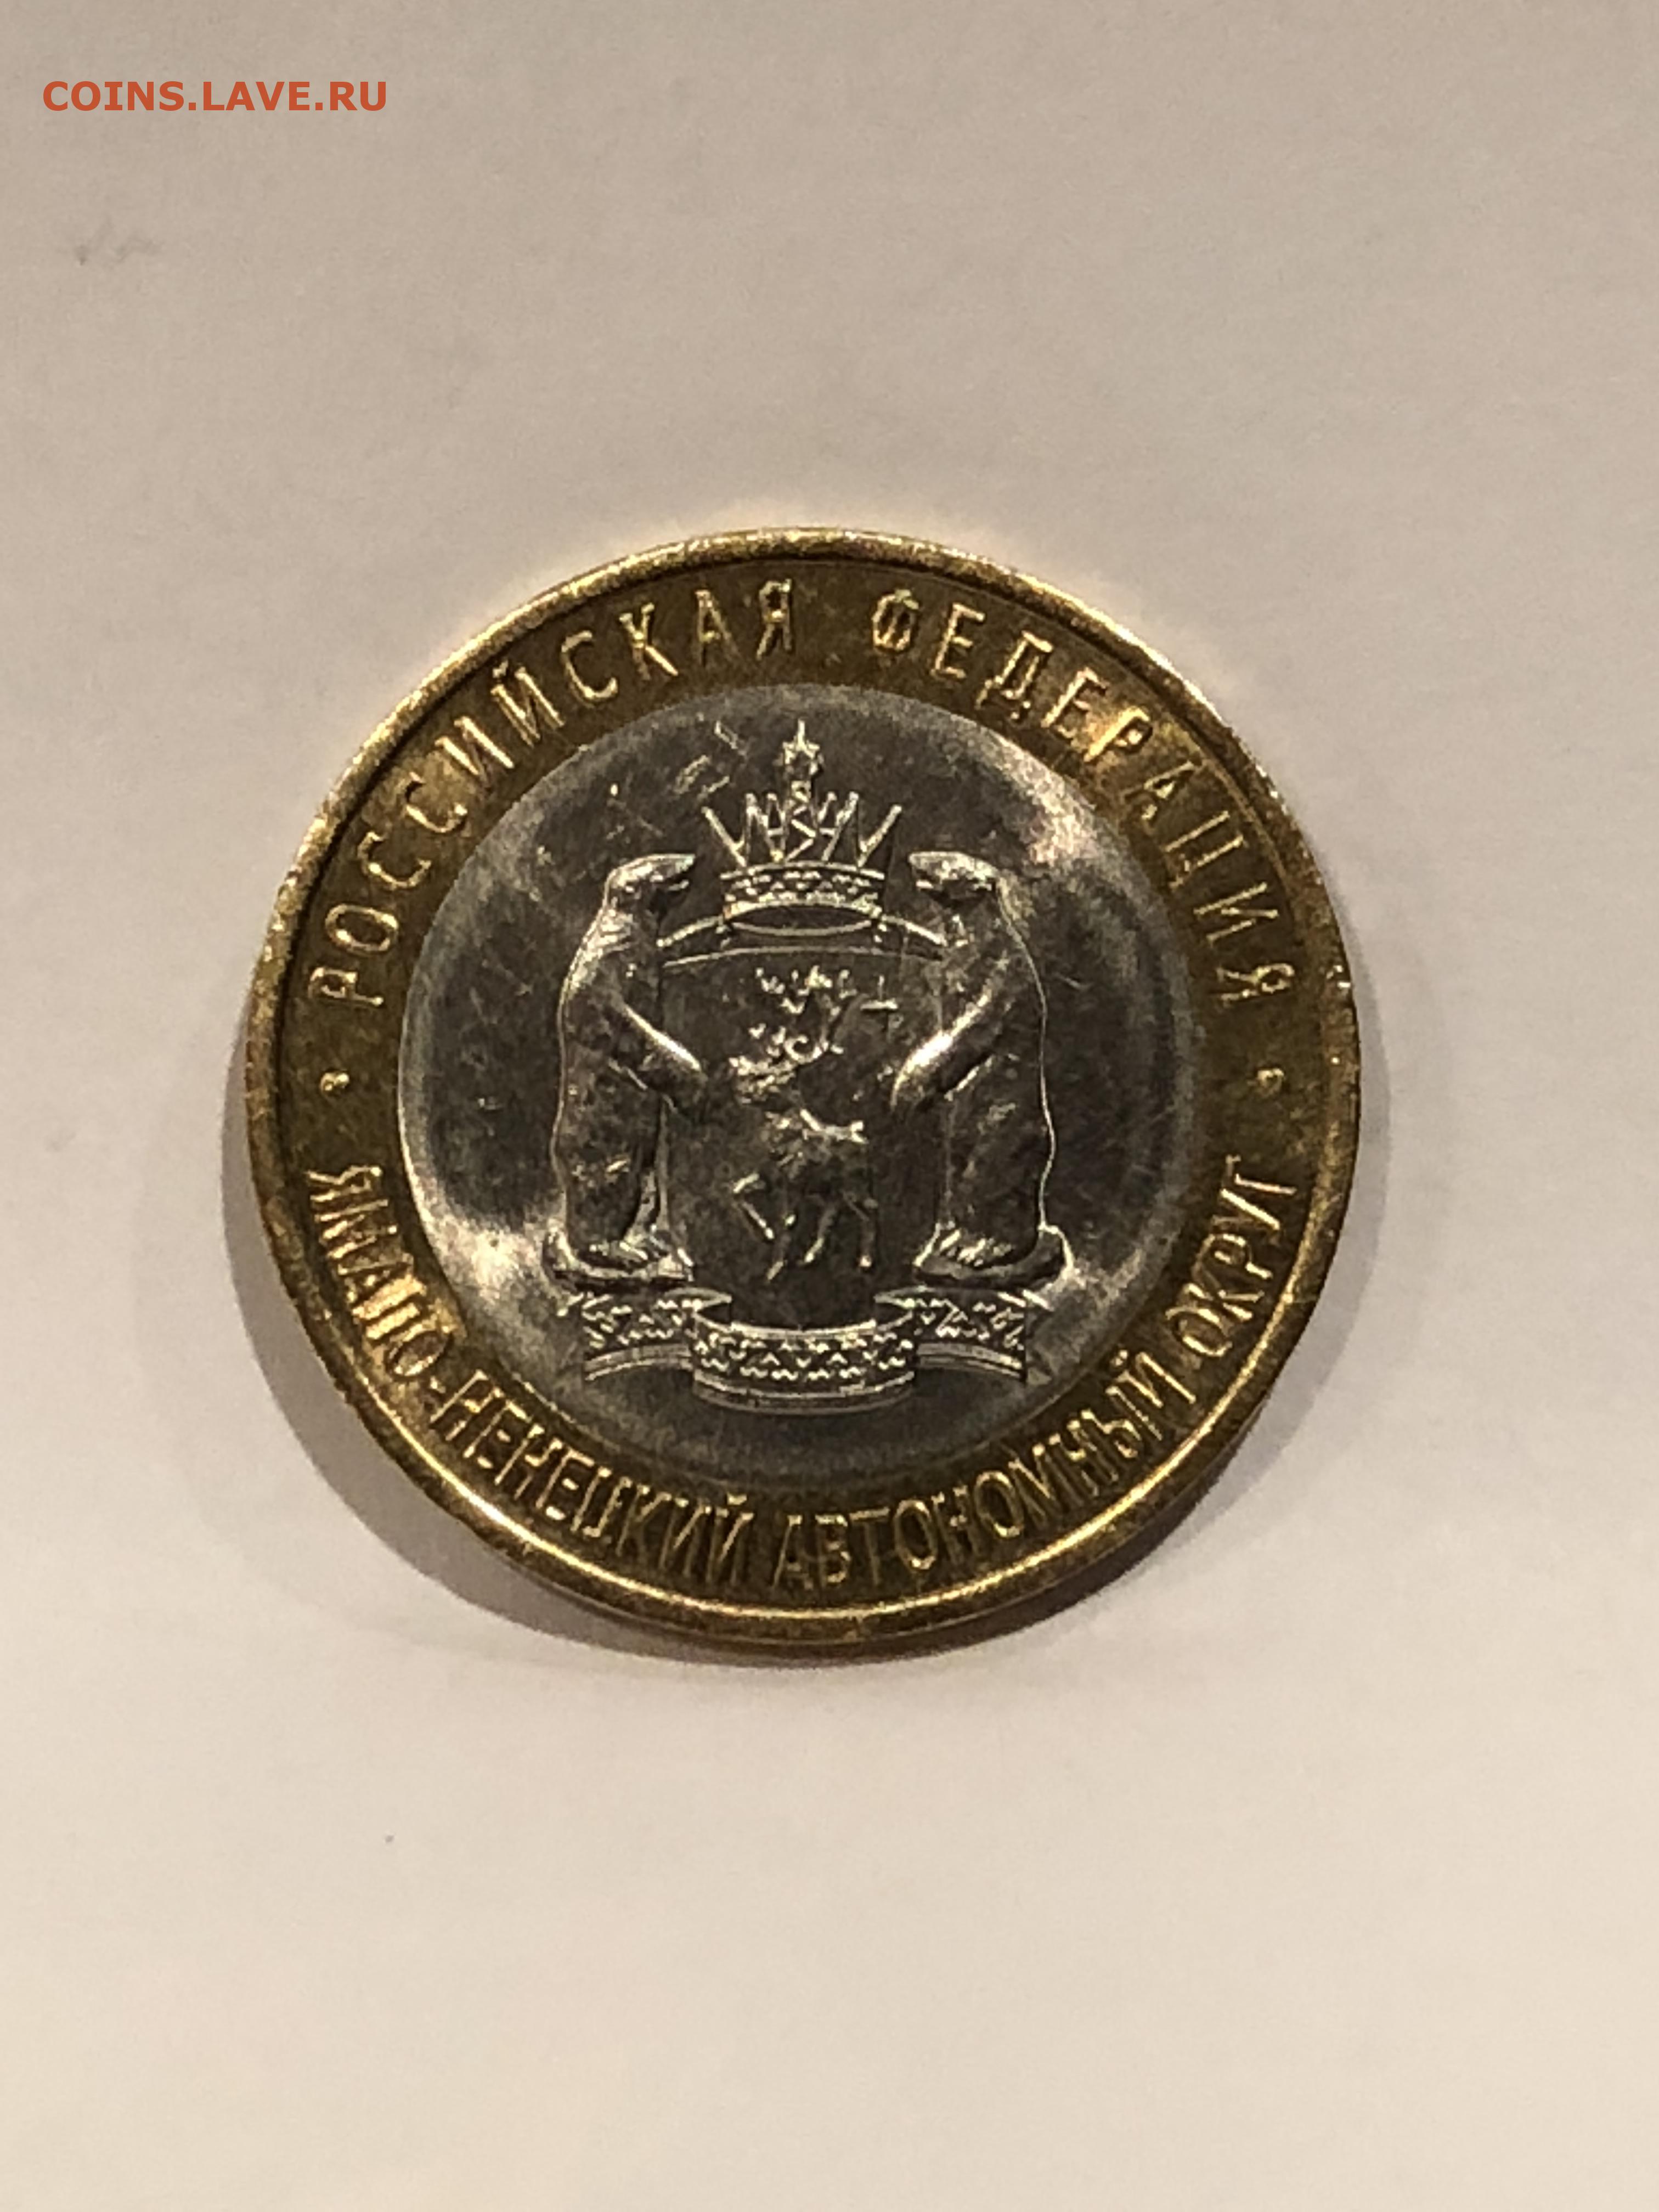 COINS.LAVE.RU
РОССИЙСКАЯ ФЕДЕРАЦИЯ
ЯМАЛО-НЕНЕЦКИЙ АВТОНОМНЫЙ ОКРУГ